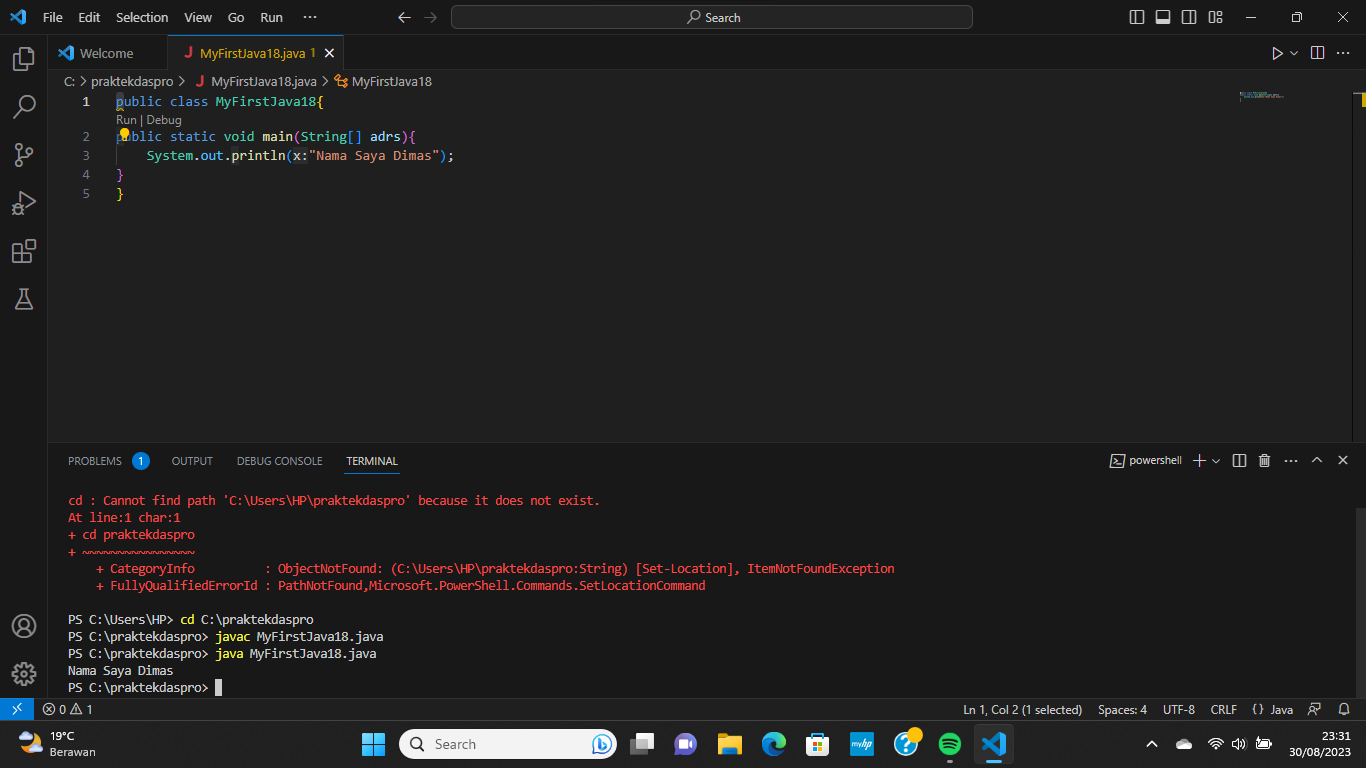 File Edit Selection View Go Run ··· Search
Welcome J MyFirstJava18.java 1
C: > praktekdaspro > J MyFirstJava18.java > MyFirstJava18
1 public class MyFirstJava18{
Run | Debug
2 public static void main(String[] adrs){
3 System.out.println(x:"Nama Saya Dimas");
4 }
5 }
PROBLEMS 1 OUTPUT DEBUG CONSOLE TERMINAL powershell
cd : Cannot find path 'C:\Users\HP\praktekdaspro' because it does not exist.
At line:1 char:1
+ cd praktekdaspro
+ ~~~~~~~~~~~~~~~~
+ CategoryInfo : ObjectNotFound: (C:\Users\HP\praktekdaspro:String) [Set-Location], ItemNotFoundException
+ FullyQualifiedErrorId : PathNotFound,Microsoft.PowerShell.Commands.SetLocationCommand
PS C:\Users\HP> cd C:\praktekdaspro
PS C:\praktekdaspro> javac MyFirstJava18.java
PS C:\praktekdaspro> java MyFirstJava18.java
Nama Saya Dimas
PS C:\praktekdaspro>
0 1 Ln 1, Col 2 (1 selected) Spaces: 4 UTF-8 CRLF {} Java
19°C
Berawan
Search
myhp
23:31
30/08/2023